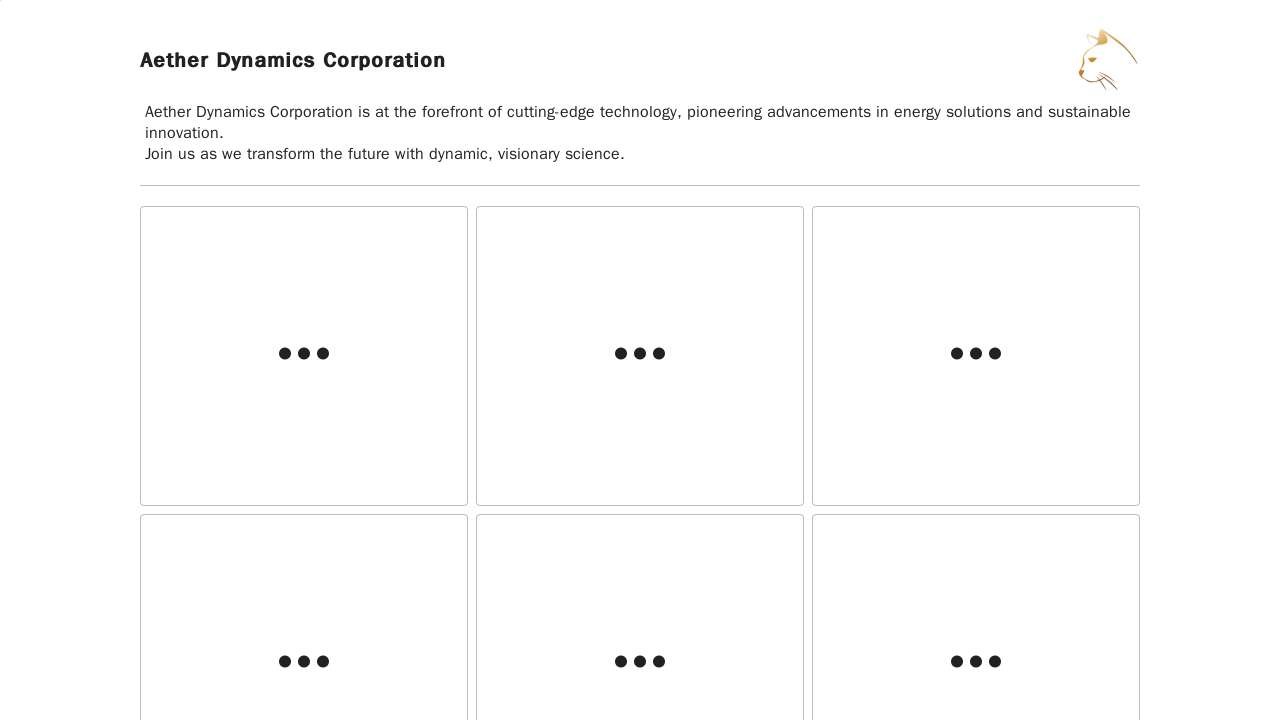 Aether Dynamics Corporation
Aether Dynamics Corporation is at the forefront of cutting-edge technology, pioneering advancements in energy solutions and sustainable
innovation.
Join us as we transform the future with dynamic, visionary science.